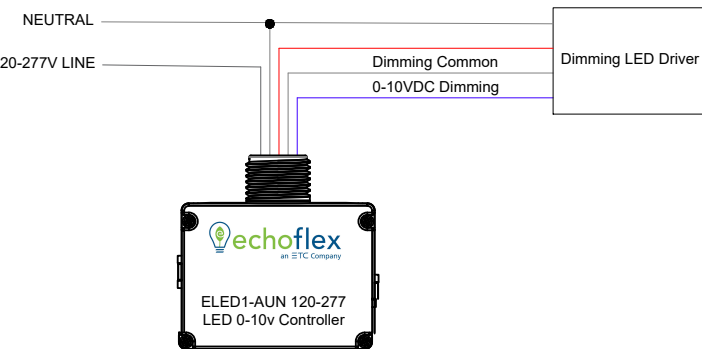 NEUTRAL
20-277V LINE
Dimming Common
0-10VDC Dimming
Dimming LED Driver
echoflex
an ETC Company
ELED1-AUN 120-277
LED 0-10v Controller